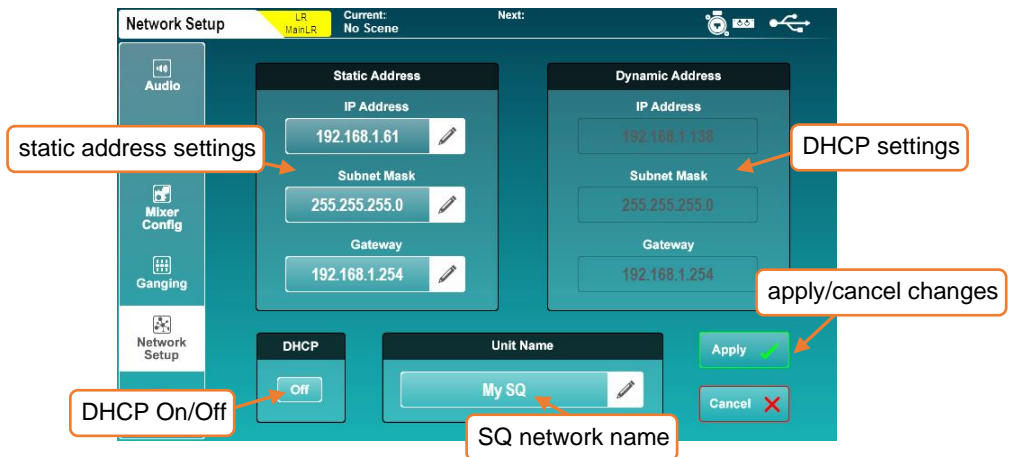 Network Setup
LR
MainLR
Current:
No Scene
Next:
Audio
Static Address
IP Address
192.168.1.61
Subnet Mask
255.255.255.0
Gateway
192.168.1.254
Dynamic Address
IP Address
192.168.1.138
Subnet Mask
255.255.255.0
Gateway
192.168.1.254
static address settings
DHCP settings
Mixer
Config
Ganging
Network
Setup
apply/cancel changes
DHCP
Off
Unit Name
My SQ
Apply
Cancel
DHCP On/Off
SQ network name